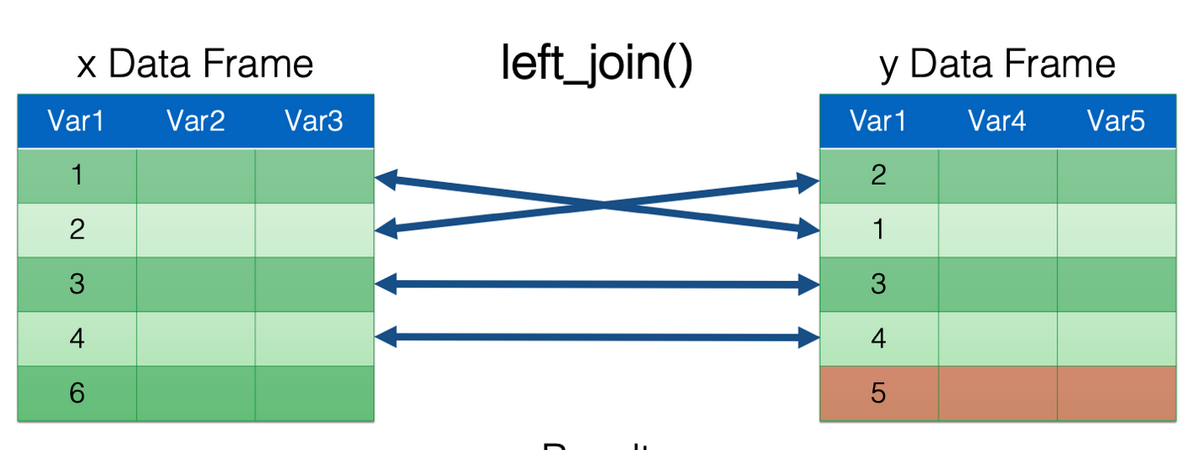 x Data Frame left_join() y Data Frame
Var1 Var2 Var3 Var1 Var4 Var5
1 2
2 1
3 3
4 4
6 5